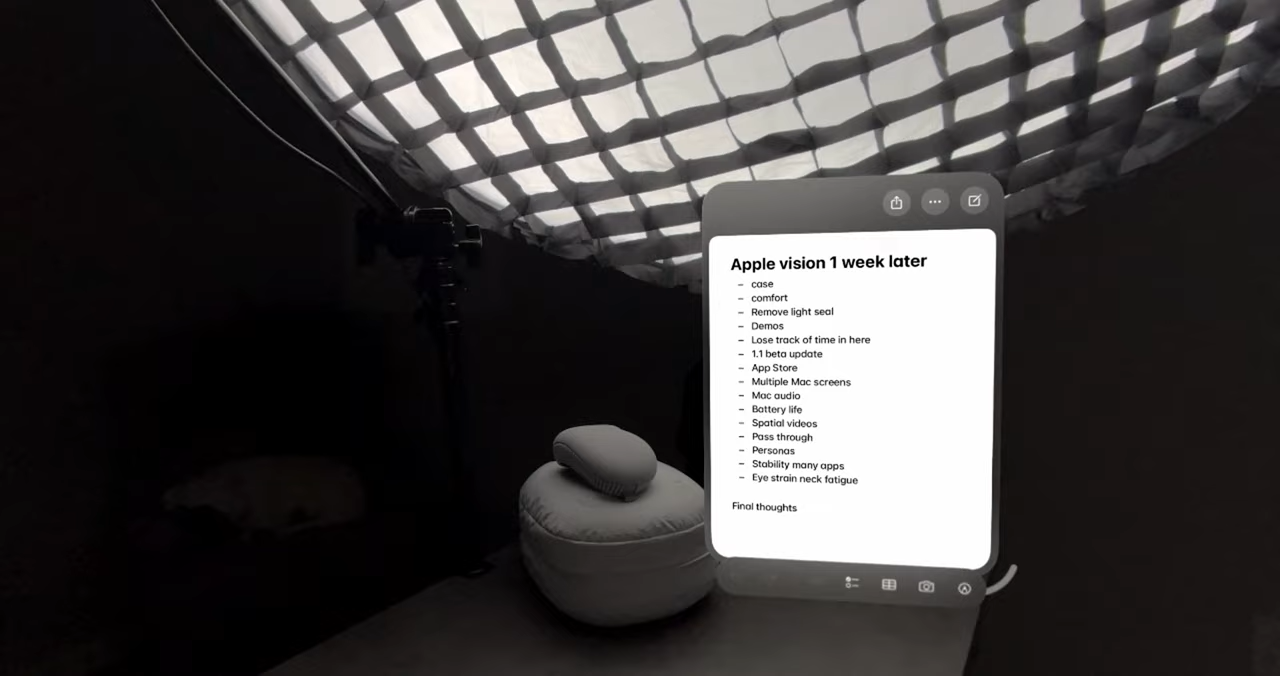 Apple vision 1 week later
– case
– comfort
– Remove light seal
– Demos
– Lose track of time in here
– 1.1 beta update
– App Store
– Multiple Mac screens
– Mac audio
– Battery life
– Spatial videos
– Pass through
– Personas
– Stability many apps
– Eye strain neck fatigue
Final thoughts